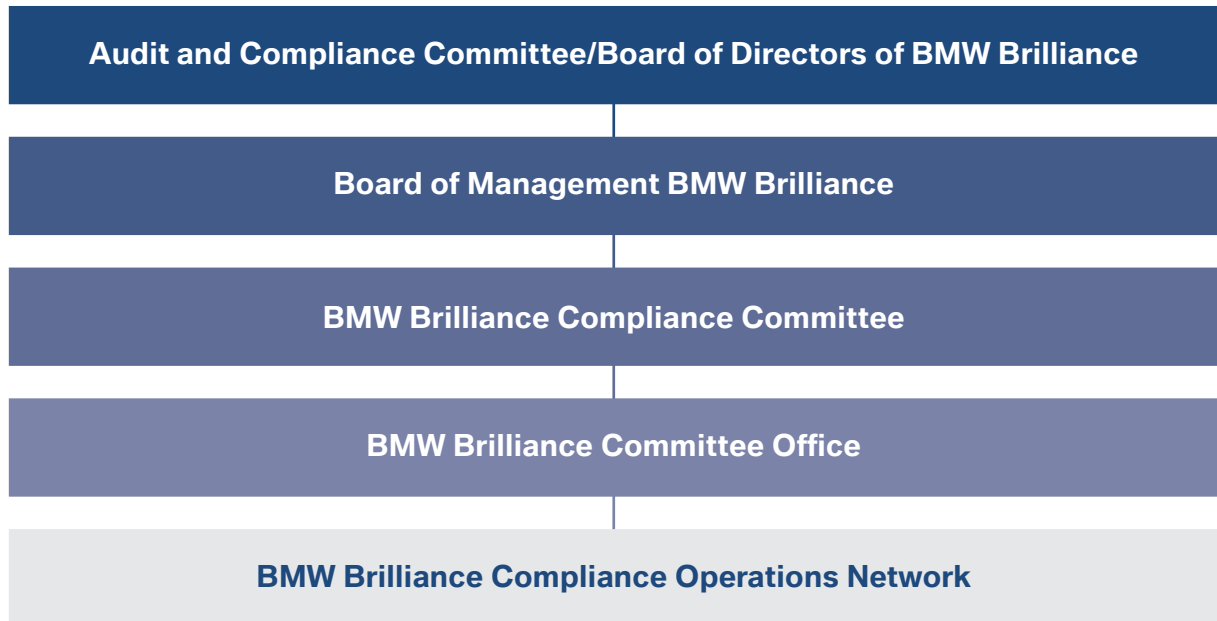 Audit and Compliance Committee/Board of Directors of BMW Brilliance
Board of Management BMW Brilliance
BMW Brilliance Compliance Committee
BMW Brilliance Committee Office
BMW Brilliance Compliance Operations Network